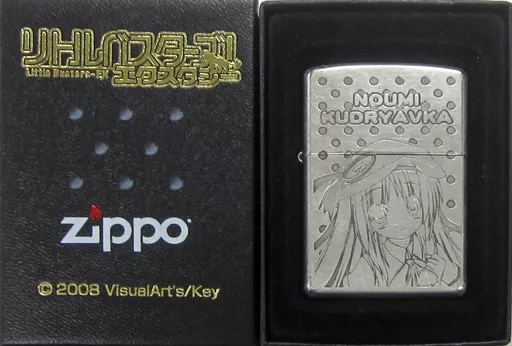 リトルバスターズ!
Little Busters-EX
エクスタシー
zippo
© 2008 VisualArt's/Key
NOUMI
KUDRYAVKA